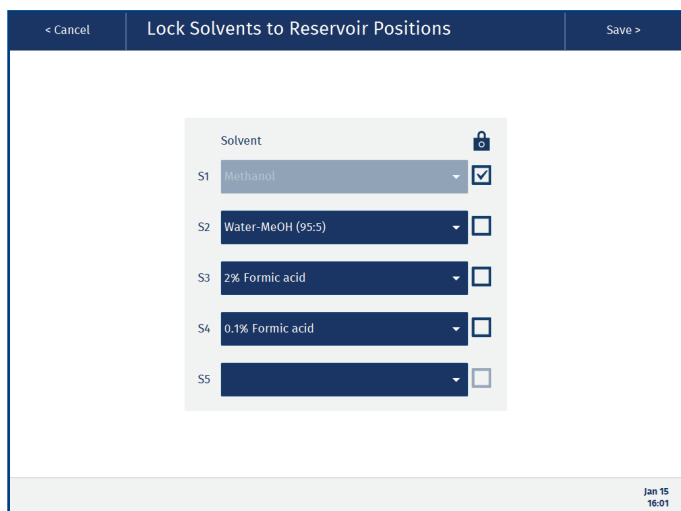 < Cancel
Lock Solvents to Reservoir Positions
Save >
Solvent
S1 Methanol
S2 Water-MeOH (95:5)
S3 2% Formic acid
S4 0.1% Formic acid
S5
Jan 15
16:01